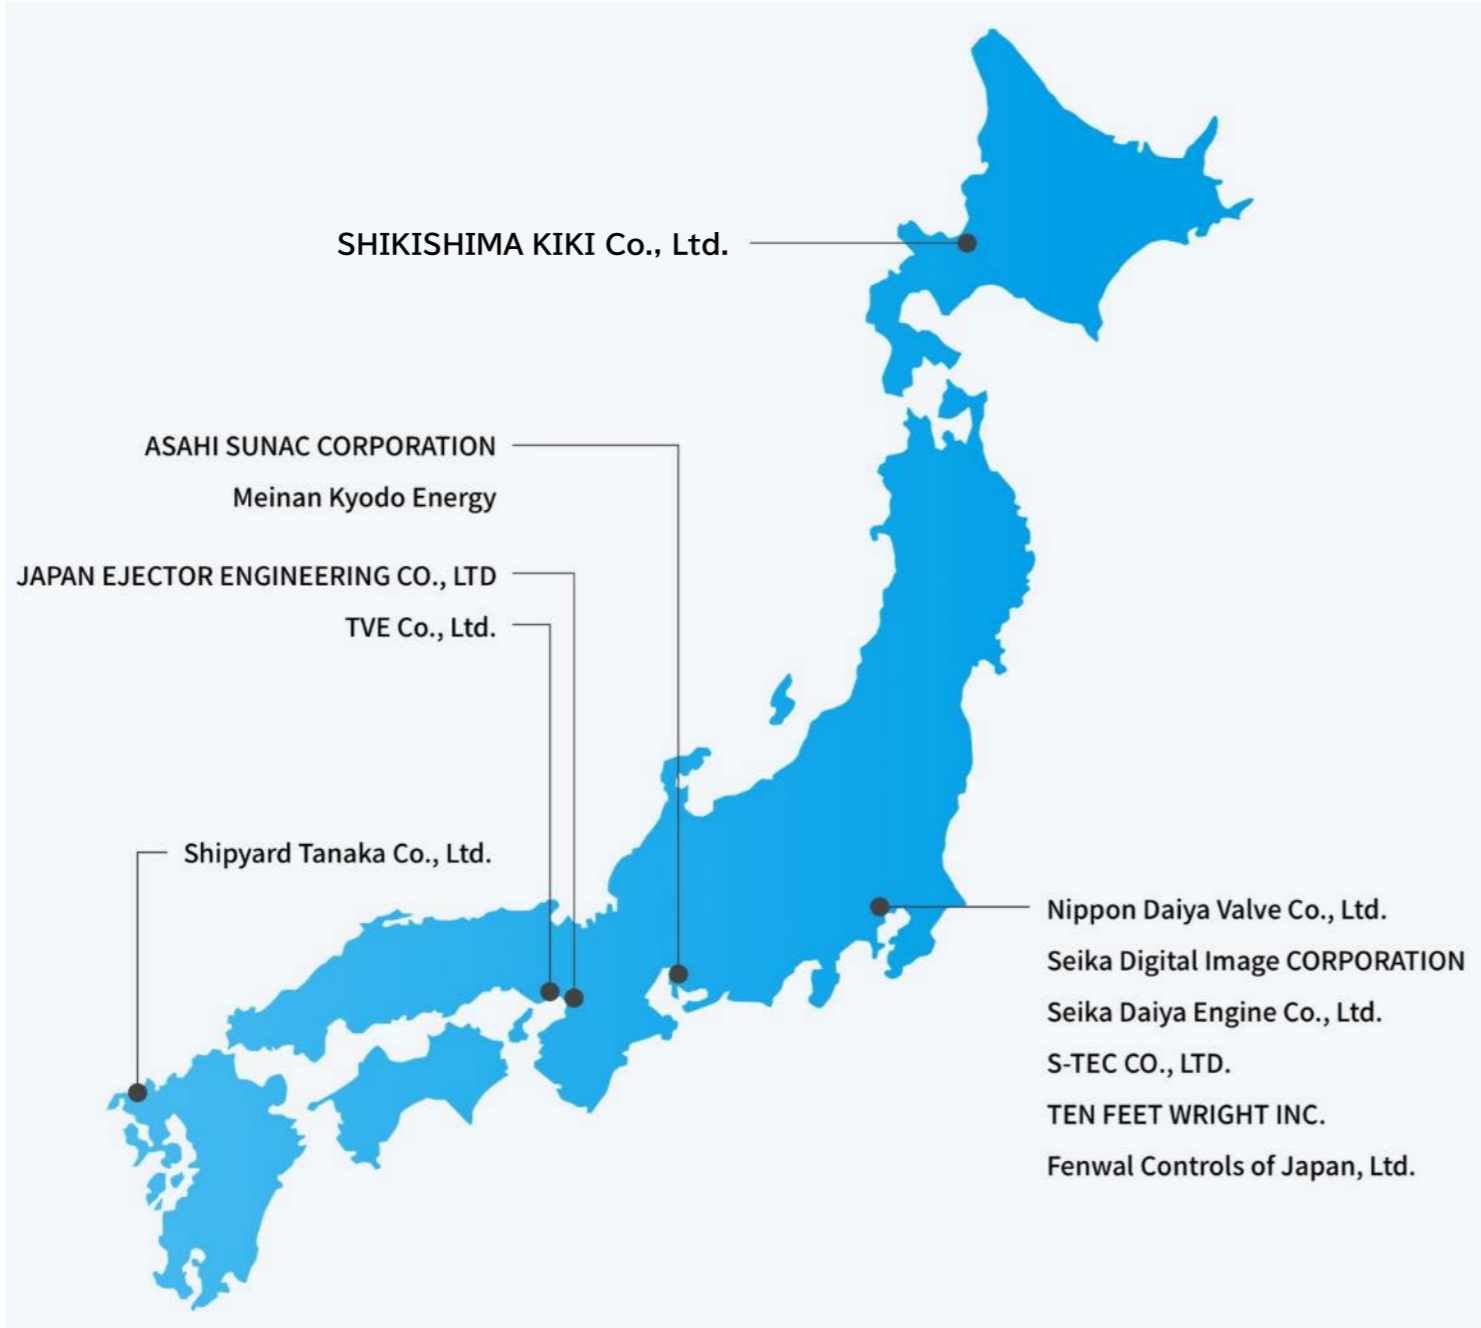 SHIKISHIMA KIKI Co., Ltd.
ASAHI SUNAC CORPORATION
Meinan Kyodo Energy
JAPAN EJECTOR ENGINEERING CO., LTD
TVE Co., Ltd.
Shipyard Tanaka Co., Ltd.
Nippon Daiya Valve Co., Ltd.
Seika Digital Image CORPORATION
Seika Daiya Engine Co., Ltd.
S-TEC CO., LTD.
TEN FEET WRIGHT INC.
Fenwal Controls of Japan, Ltd.